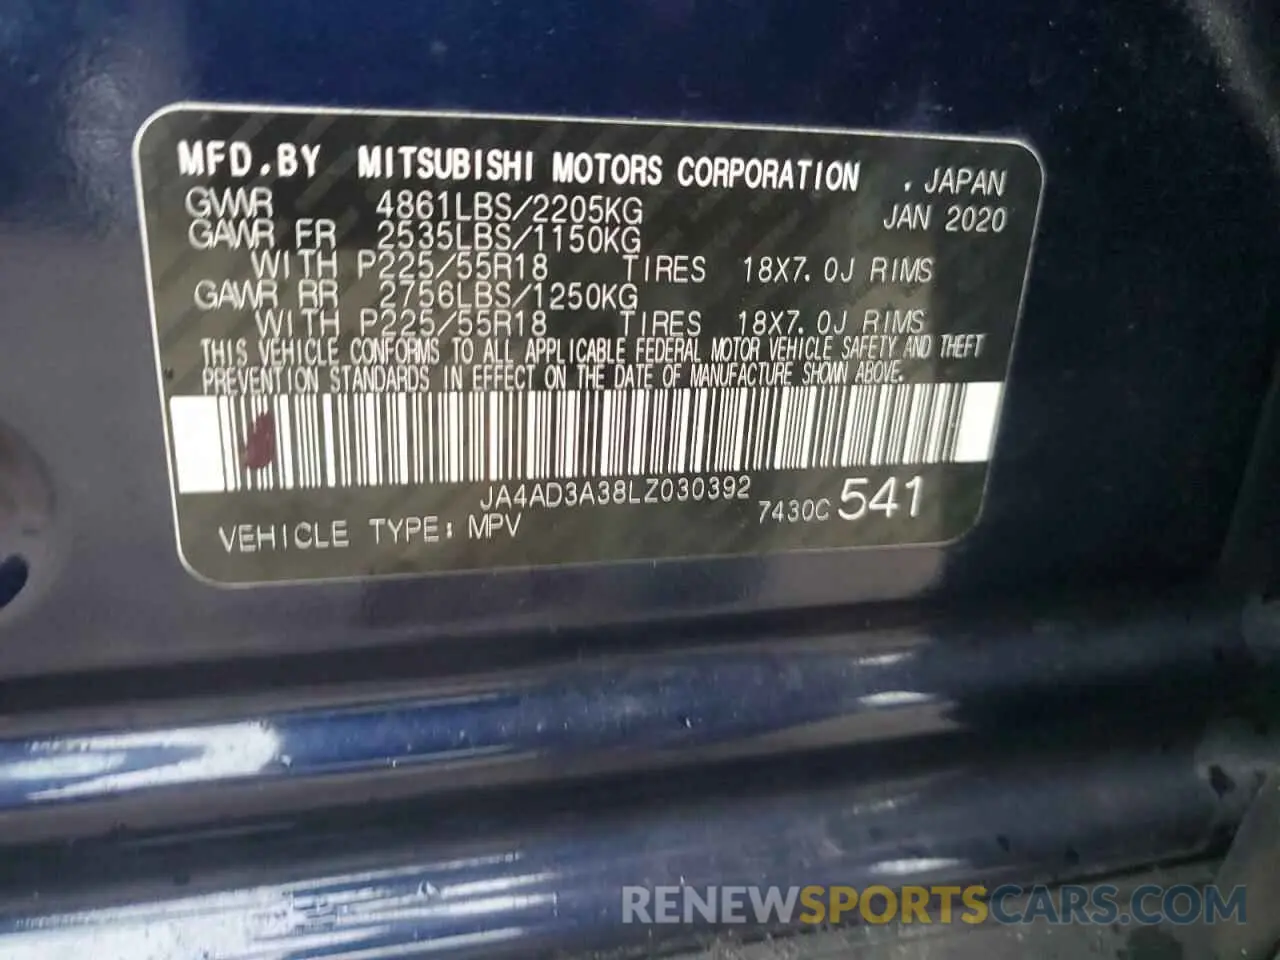 MFD.BY MITSUBISHI MOTORS CORPORATION . JAPAN
GVWR 4861LBS/2205KG JAN 2020
GAWR FR 2535LBS/1150KG
WITH P225/55R18 TIRES 18X7.0J RIMS
GAWR RR 2756LBS/1250KG
WITH P225/55R18 TIRES 18X7.0J RIMS
THIS VEHICLE CONFORMS TO ALL APPLICABLE FEDERAL MOTOR VEHICLE SAFETY AND THEFT
PREVENTION STANDARDS IN EFFECT ON THE DATE OF MANUFACTURE SHOWN ABOVE.
JA4AD3A38LZ030392
7430C 541
VEHICLE TYPE: MPV
RENEWSPORTSCARS.COM